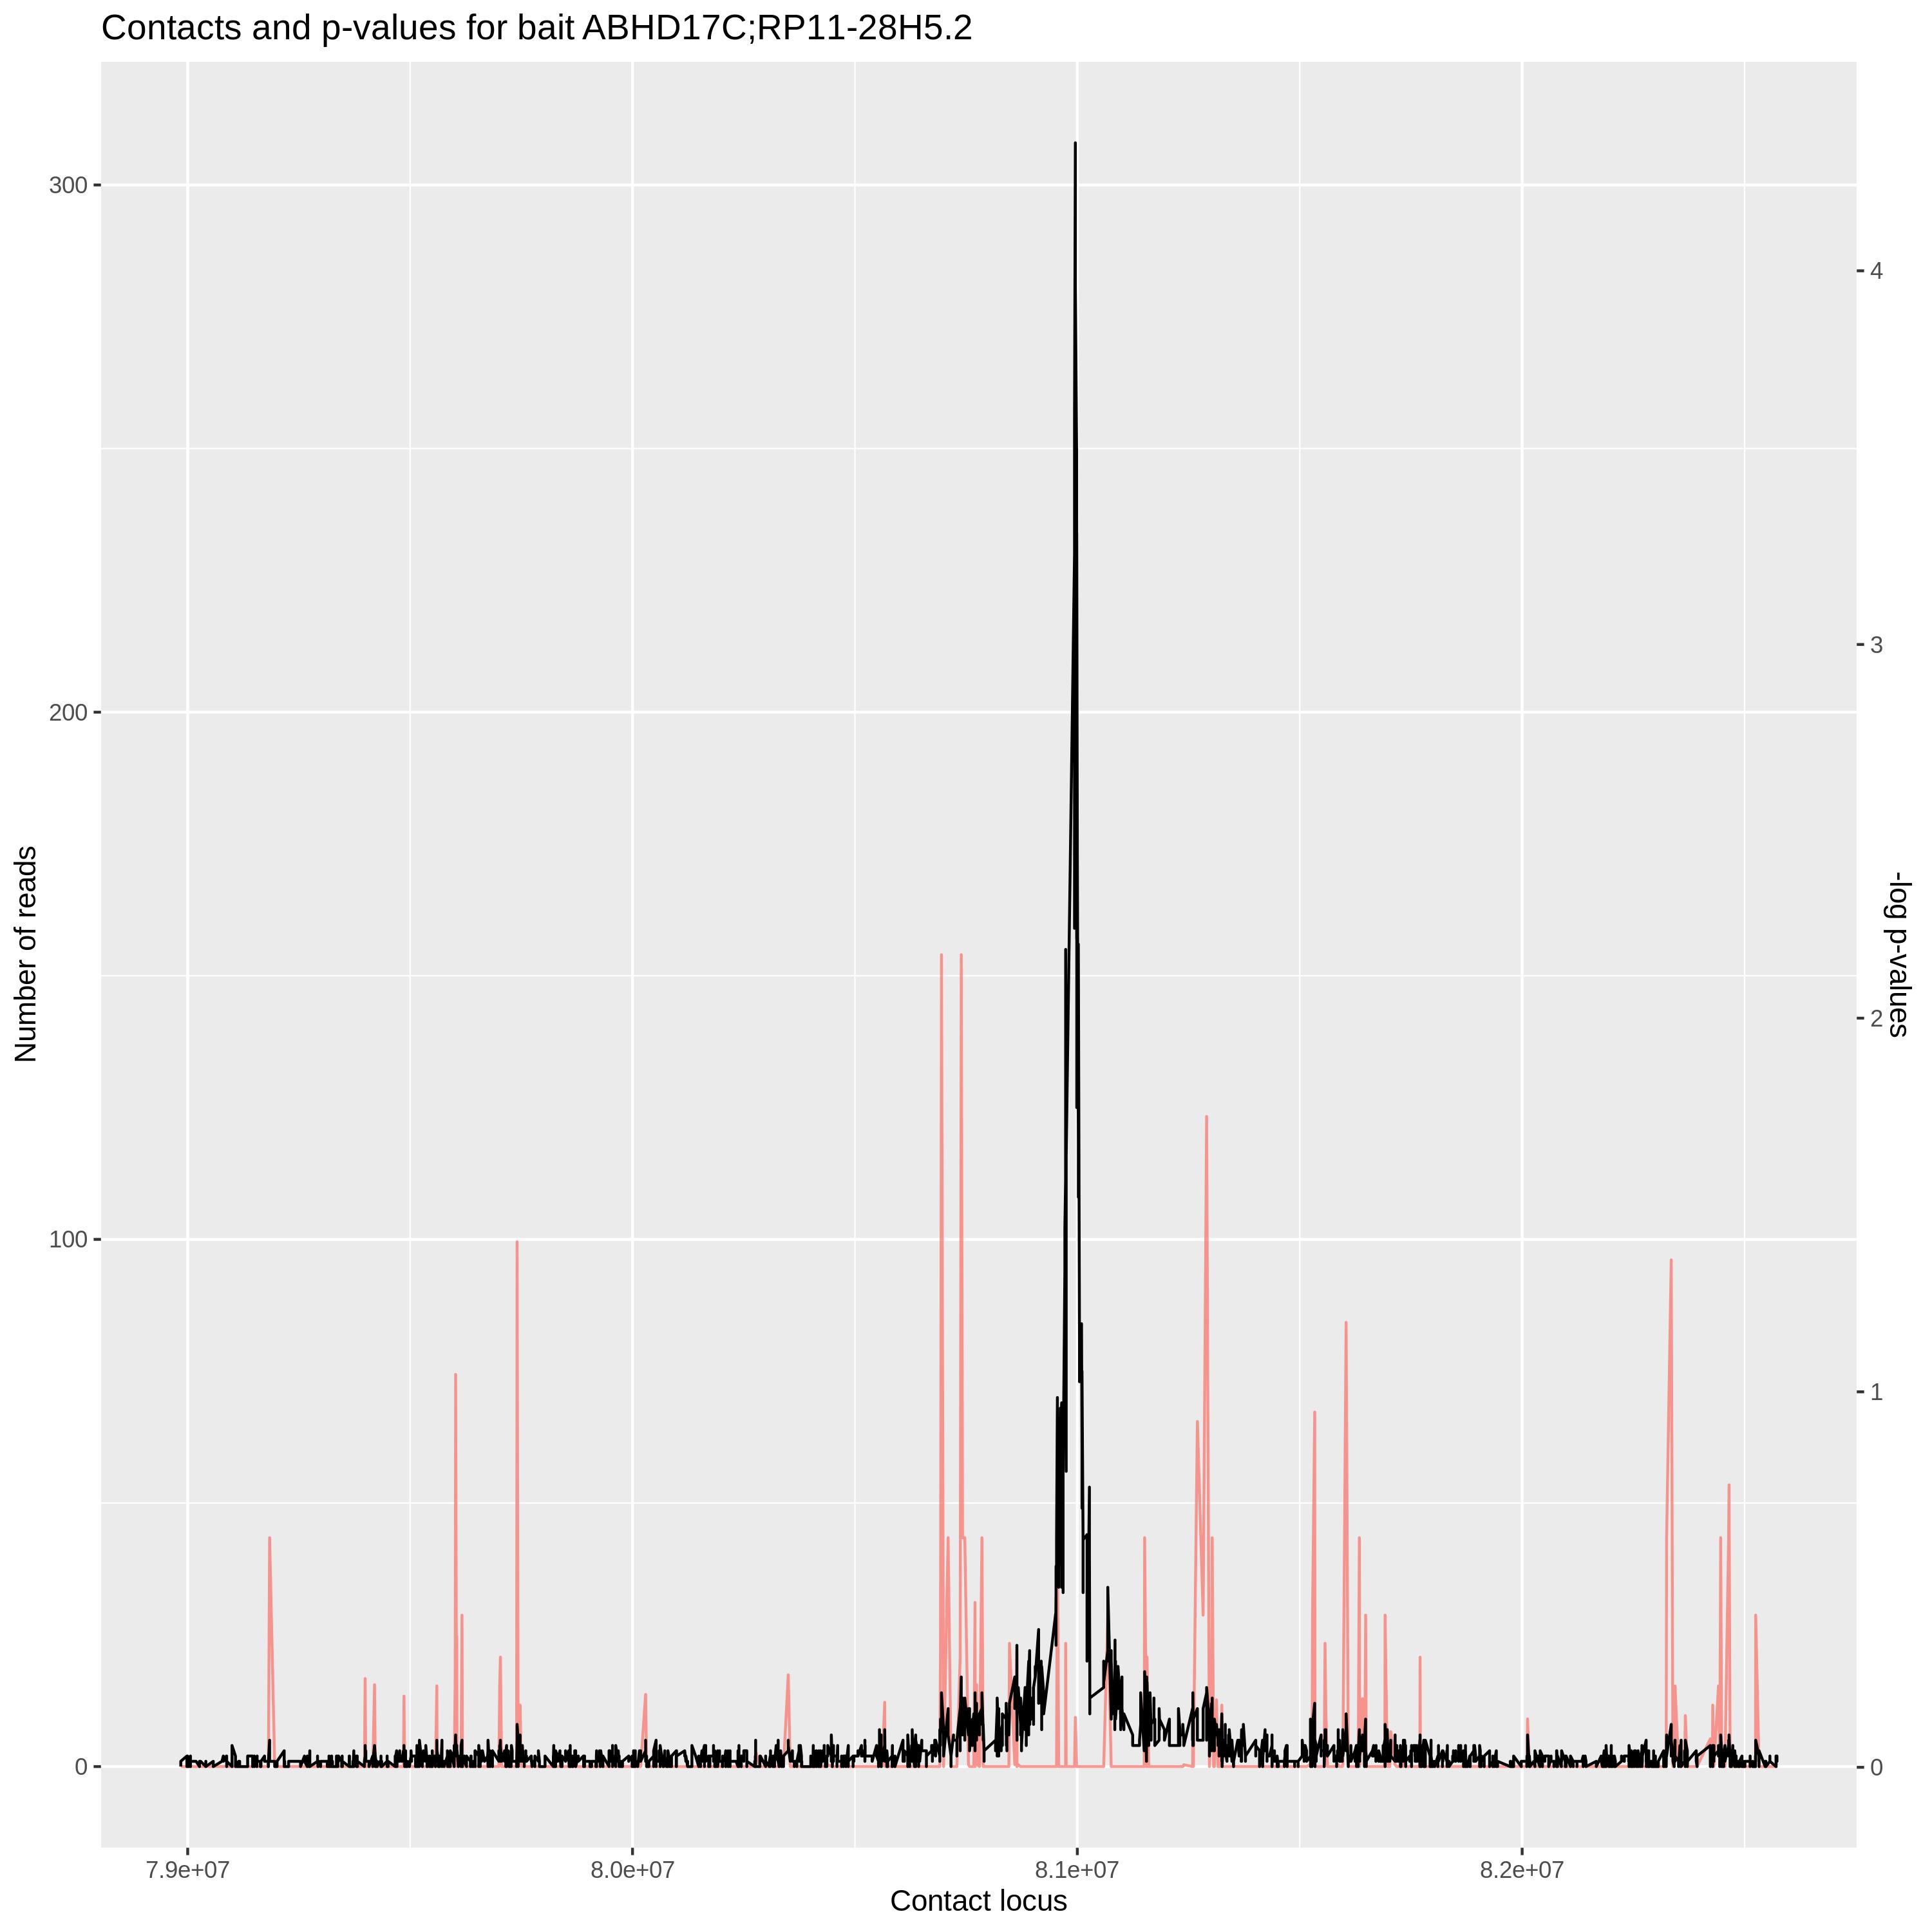 Contacts and p-values for bait ABHD17C;RP11-28H5.2
300
200
100
0
Number of reads
4
3
2
1
0
-log p-values
7.9e+07
8.0e+07
8.1e+07
8.2e+07
Contact locus